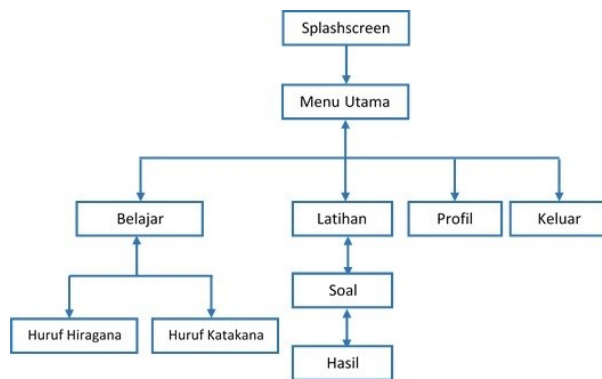 Splashscreen
Menu Utama
Belajar
Latihan
Profil
Keluar
Huruf Hiragana
Huruf Katakana
Soal
Hasil